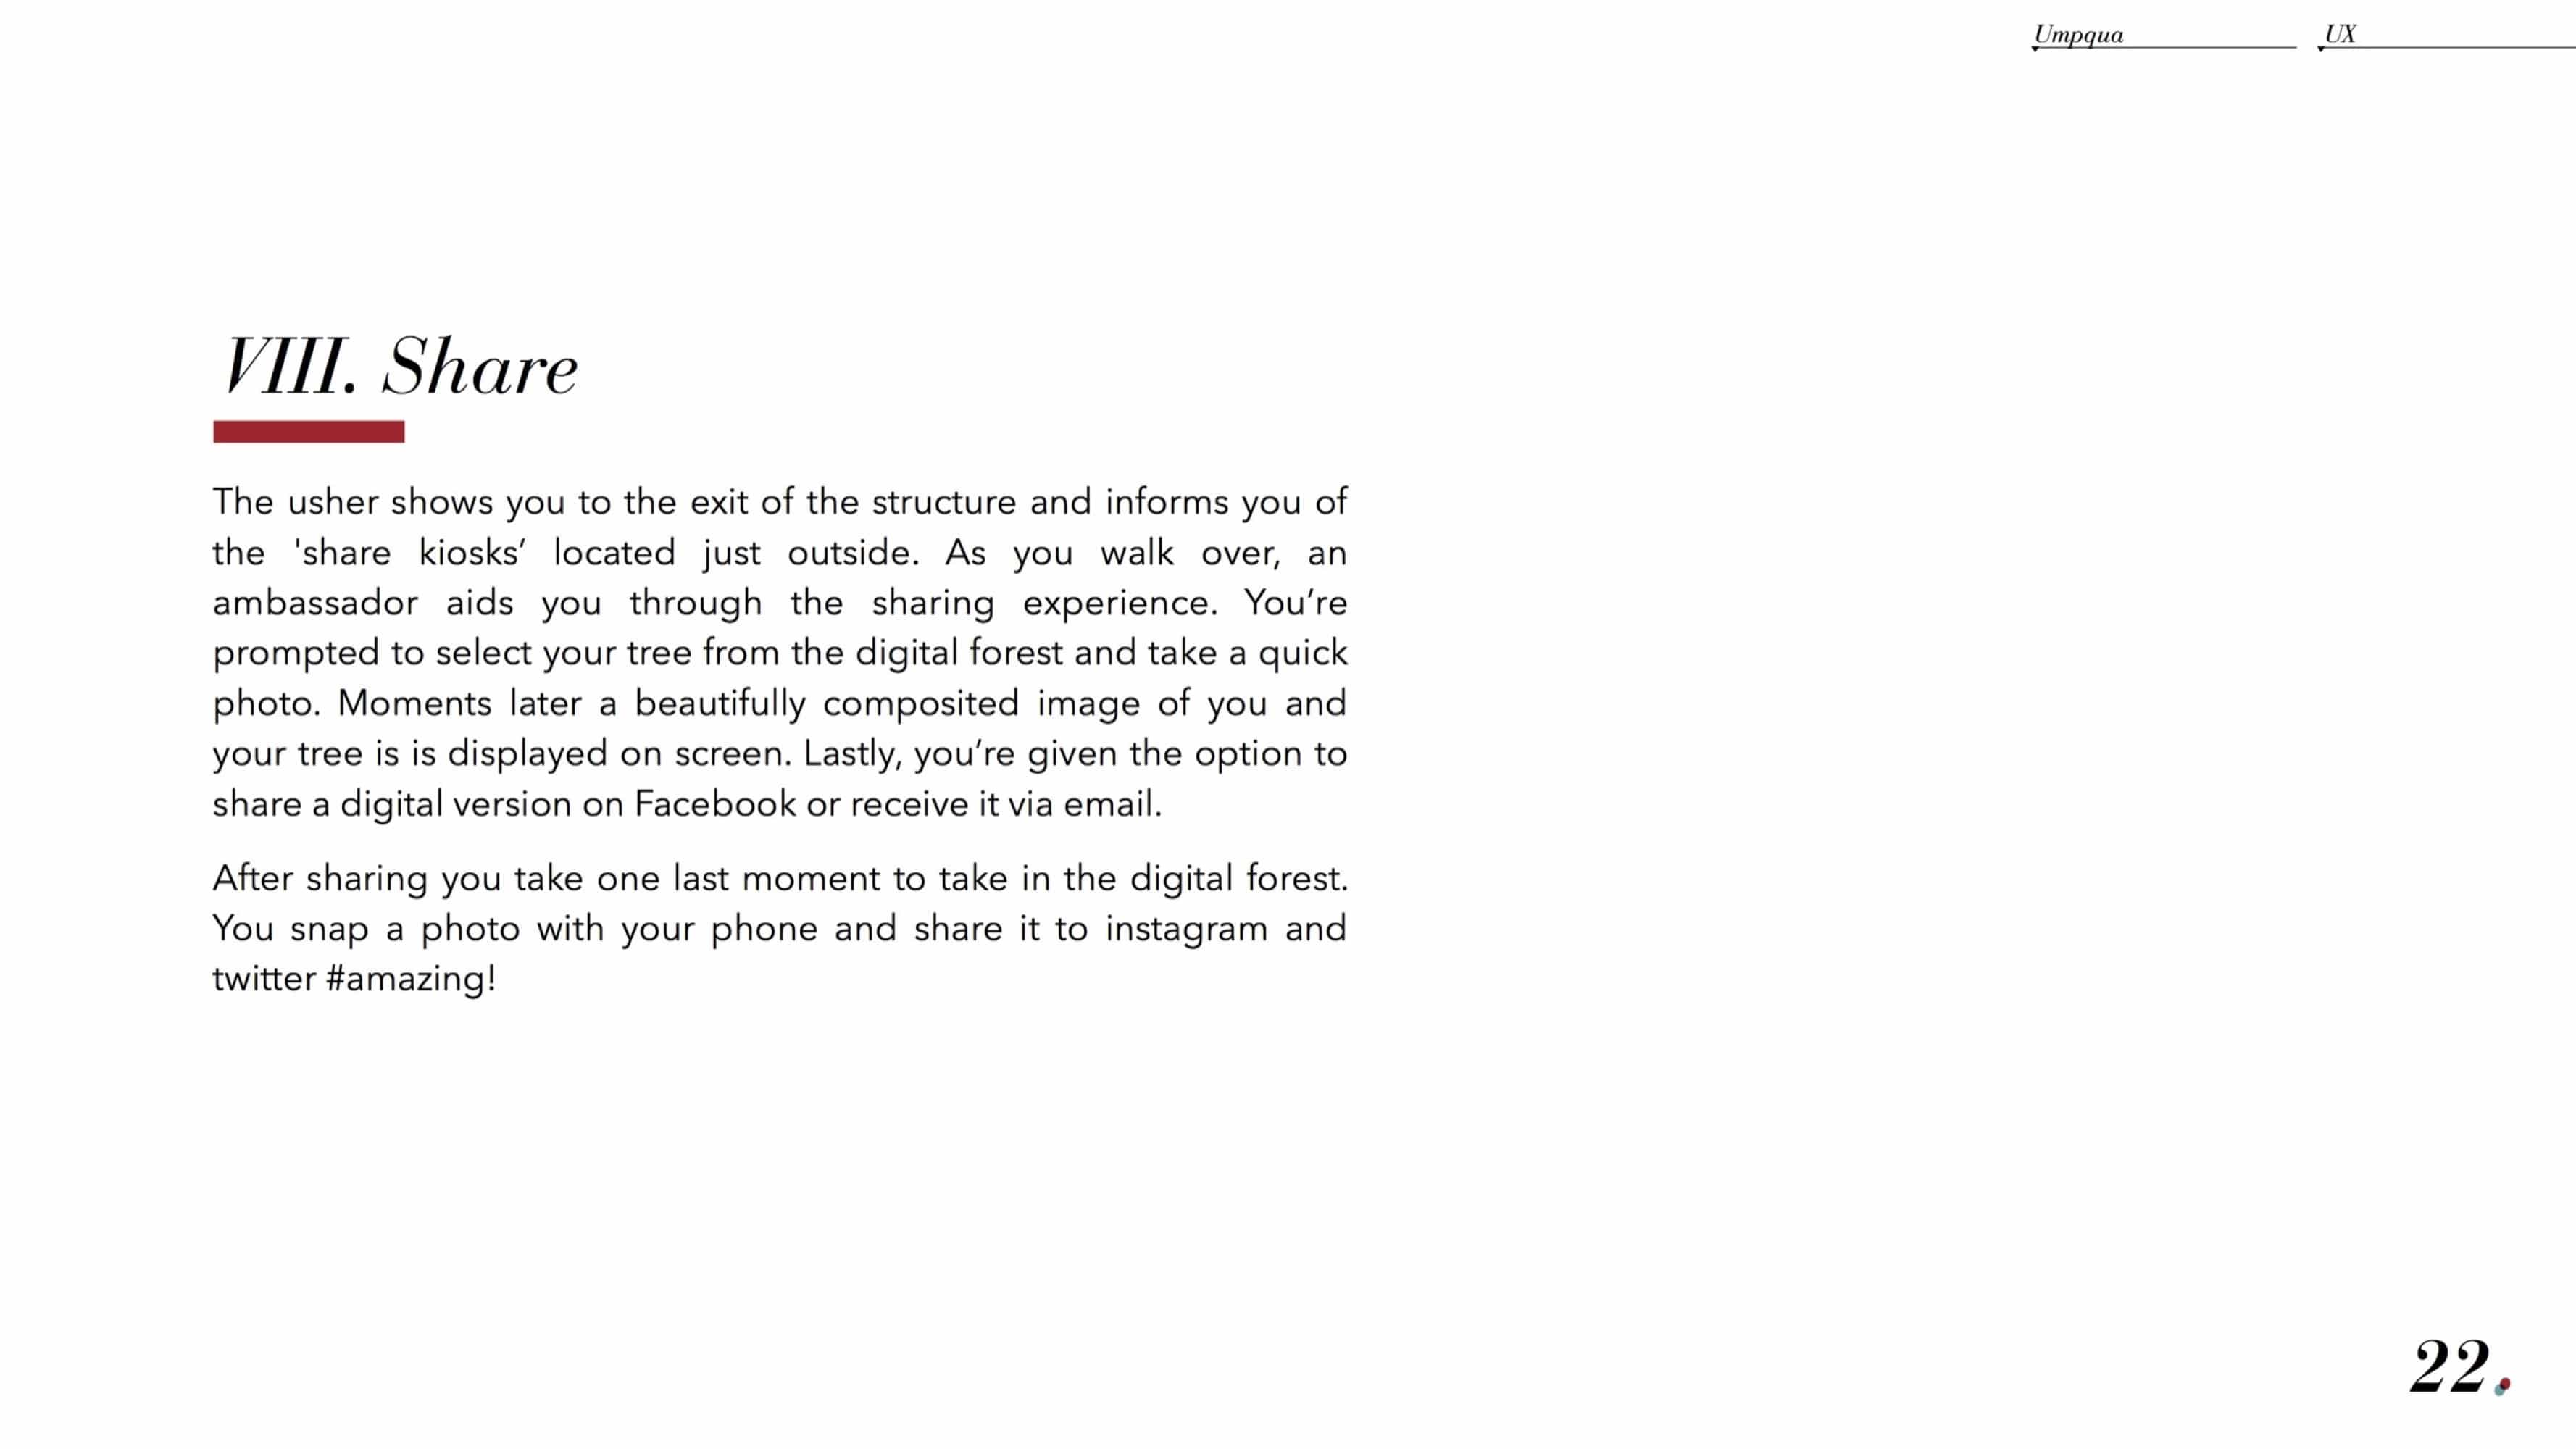 Umpqua
UX
VIII. Share
The usher shows you to the exit of the structure and informs you of
the 'share kiosks’ located just outside. As you walk over, an
ambassador aids you through the sharing experience. You’re
prompted to select your tree from the digital forest and take a quick
photo. Moments later a beautifully composited image of you and
your tree is is displayed on screen. Lastly, you’re given the option to
share a digital version on Facebook or receive it via email.
After sharing you take one last moment to take in the digital forest.
You snap a photo with your phone and share it to instagram and
twitter #amazing!
22.